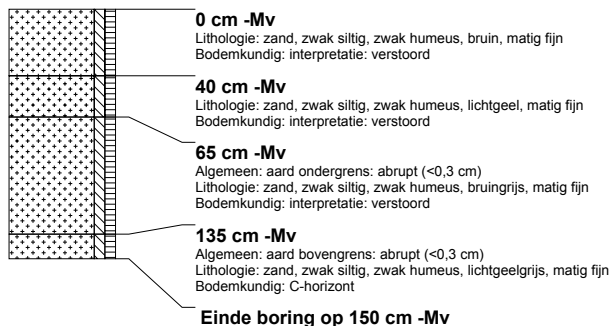 0 cm -Mv
Lithologie: zand, zwak siltig, zwak humeus, bruin, matig fijn
Bodemkundig: interpretatie: verstoord
40 cm -Mv
Lithologie: zand, zwak siltig, zwak humeus, lichtgeel, matig fijn
Bodemkundig: interpretatie: verstoord
65 cm -Mv
Algemeen: aard ondergrens: abrupt (<0,3 cm)
Lithologie: zand, zwak siltig, zwak humeus, bruingrijs, matig fijn
Bodemkundig: interpretatie: verstoord
135 cm -Mv
Algemeen: aard bovengrens: abrupt (<0,3 cm)
Lithologie: zand, zwak siltig, zwak humeus, lichtgeelgrijs, matig fijn
Bodemkundig: C-horizont
Einde boring op 150 cm -Mv